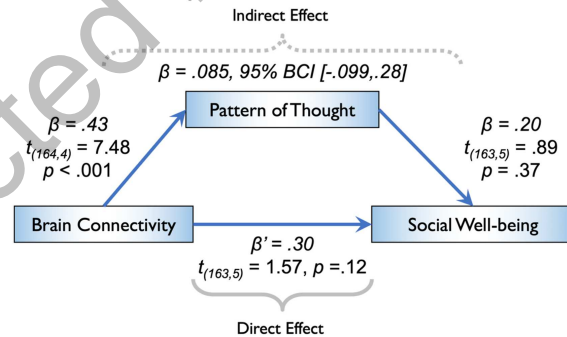 Indirect Effect
β = .085, 95% BCI [-.099,.28]
Pattern of Thought
β = .43
t(164,4) = 7.48
p < .001
β = .20
t(163,5) = .89
p = .37
Brain Connectivity
Social Well-being
β’ = .30
t(163,5) = 1.57, p =.12
Direct Effect